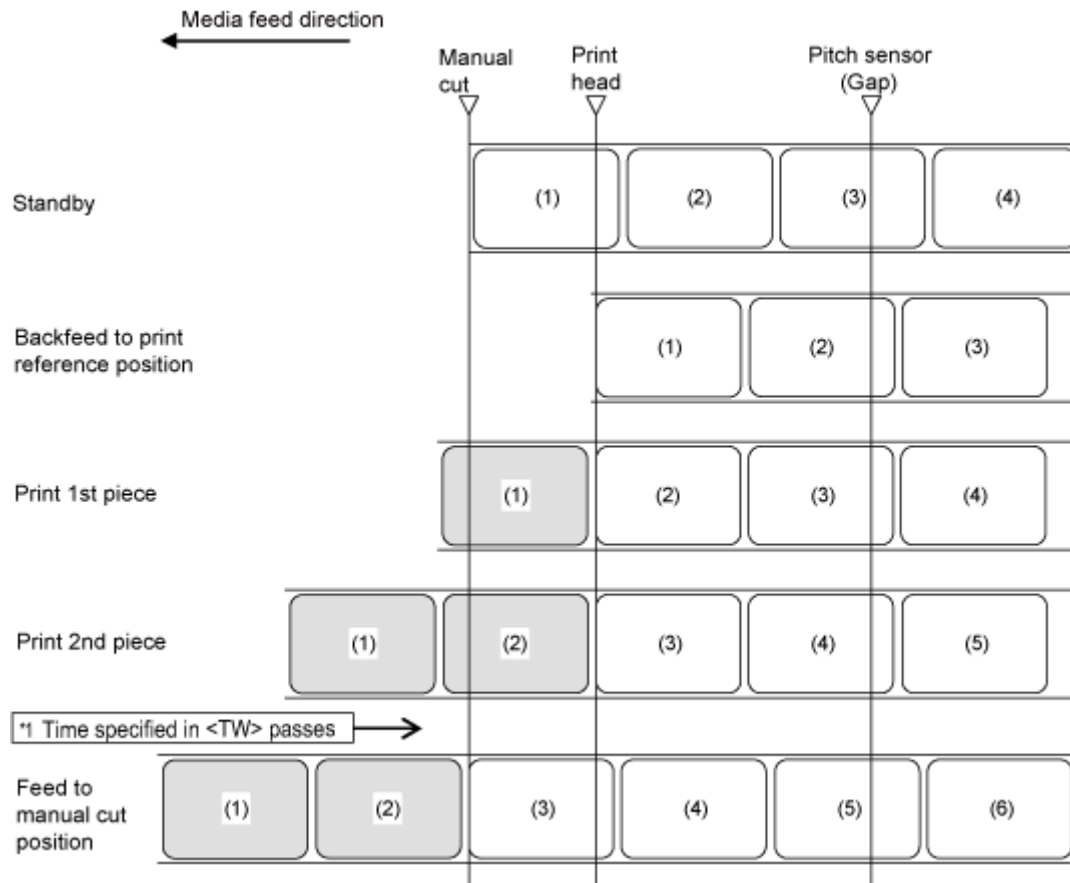 Media feed direction
Manual
cut
Print
head
Pitch sensor
(Gap)
Standby
(1)
(2)
(3)
(4)
Backfeed to print
reference position
(1)
(2)
(3)
Print 1st piece
(1)
(2)
(3)
(4)
Print 2nd piece
(1)
(2)
(3)
(4)
(5)
*1 Time specified in <TW> passes
Feed to
manual cut
position
(1)
(2)
(3)
(4)
(5)
(6)